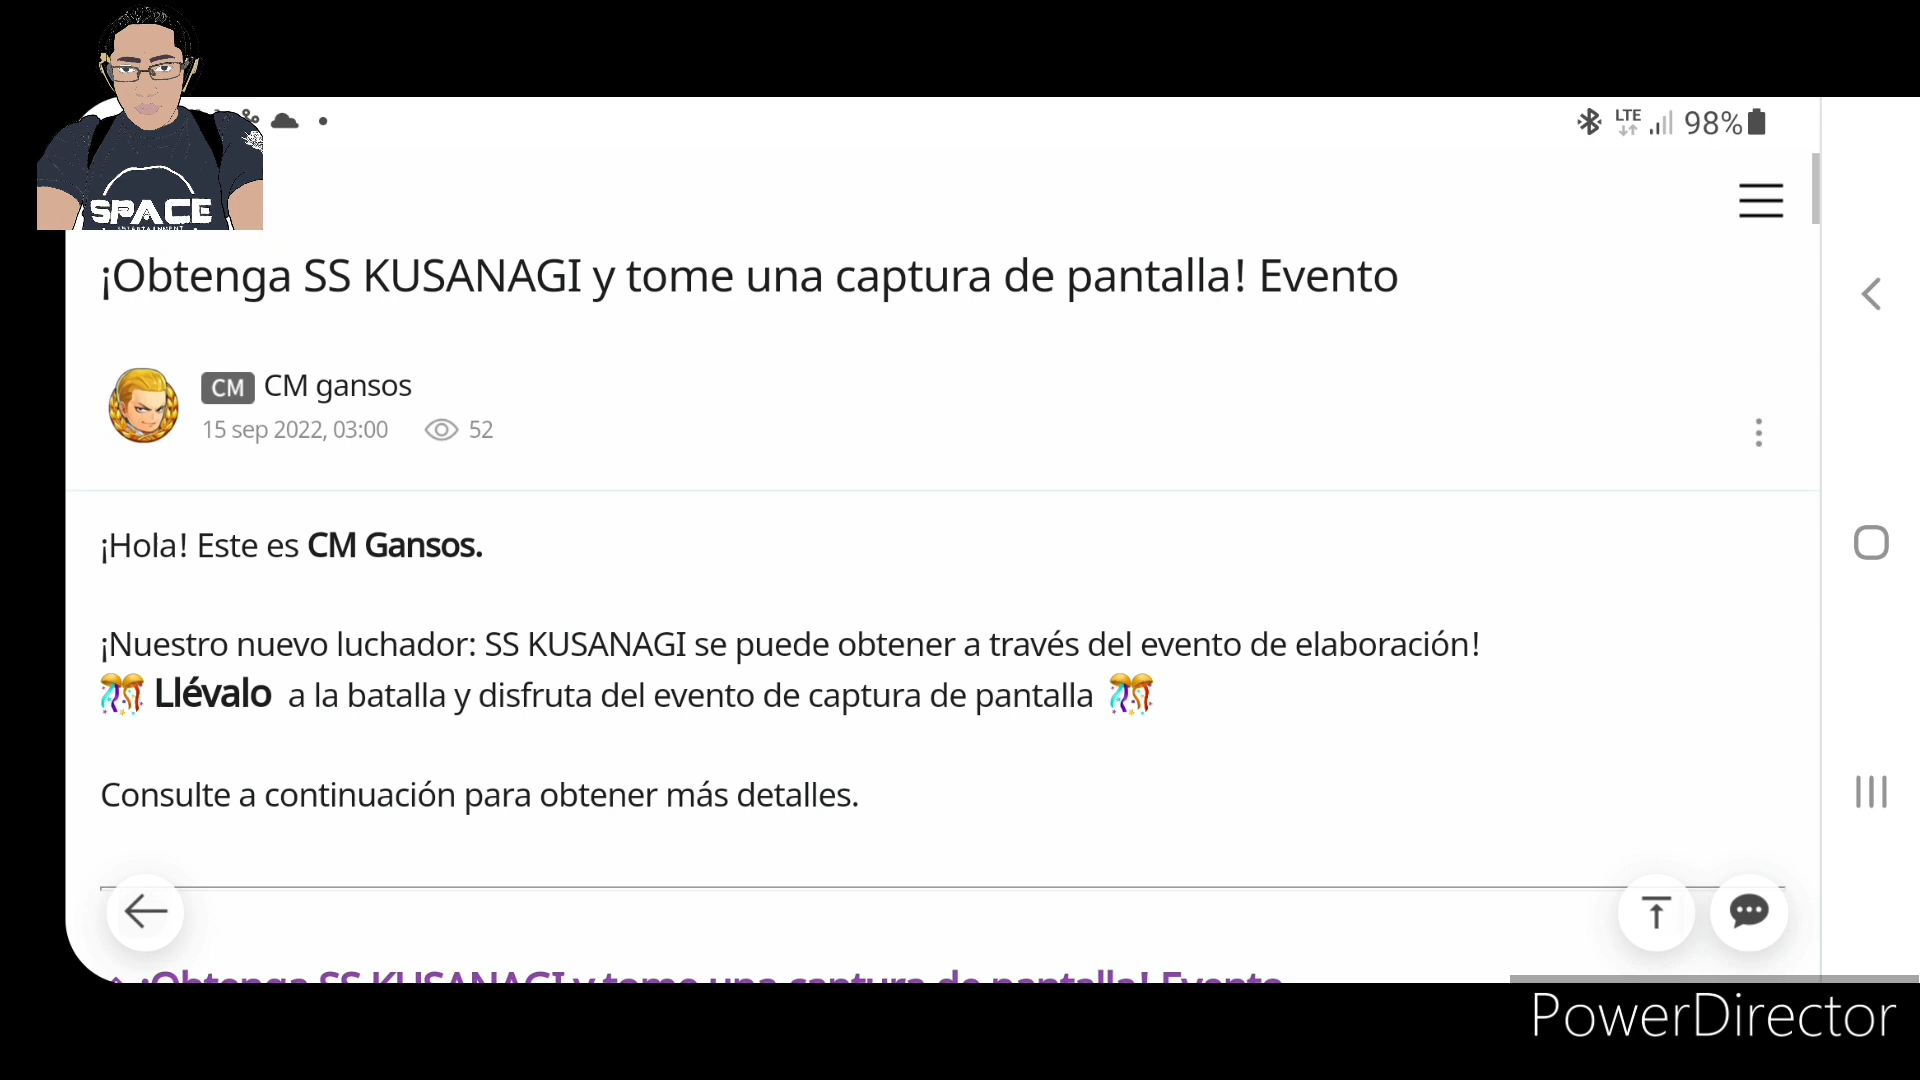 SPACE
ENTERTAINMENT
LTE
98%
¡Obtenga SS KUSANAGI y tome una captura de pantalla! Evento
CM CM gansos
15 sep 2022, 03:00 52
¡Hola! Este es CM Gansos.
¡Nuestro nuevo luchador: SS KUSANAGI se puede obtener a través del evento de elaboración!
🎊 Llévalo a la batalla y disfruta del evento de captura de pantalla 🎊
Consulte a continuación para obtener más detalles.
¡Obtenga SS KUSANAGI y tome una captura de pantalla! Evento
PowerDirector